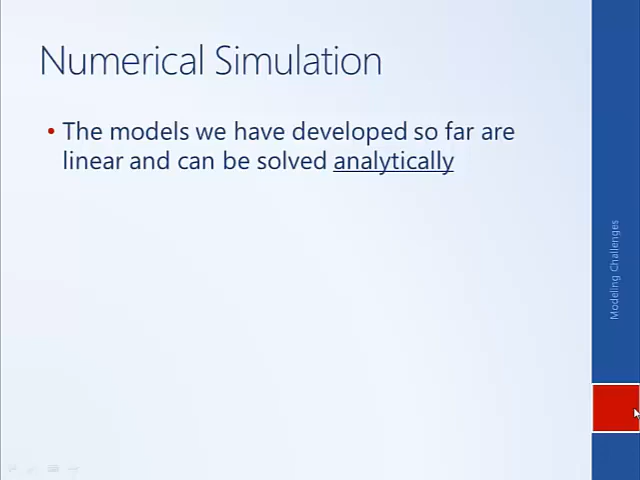 Numerical Simulation
• The models we have developed so far are
linear and can be solved analytically
Modeling Challenges